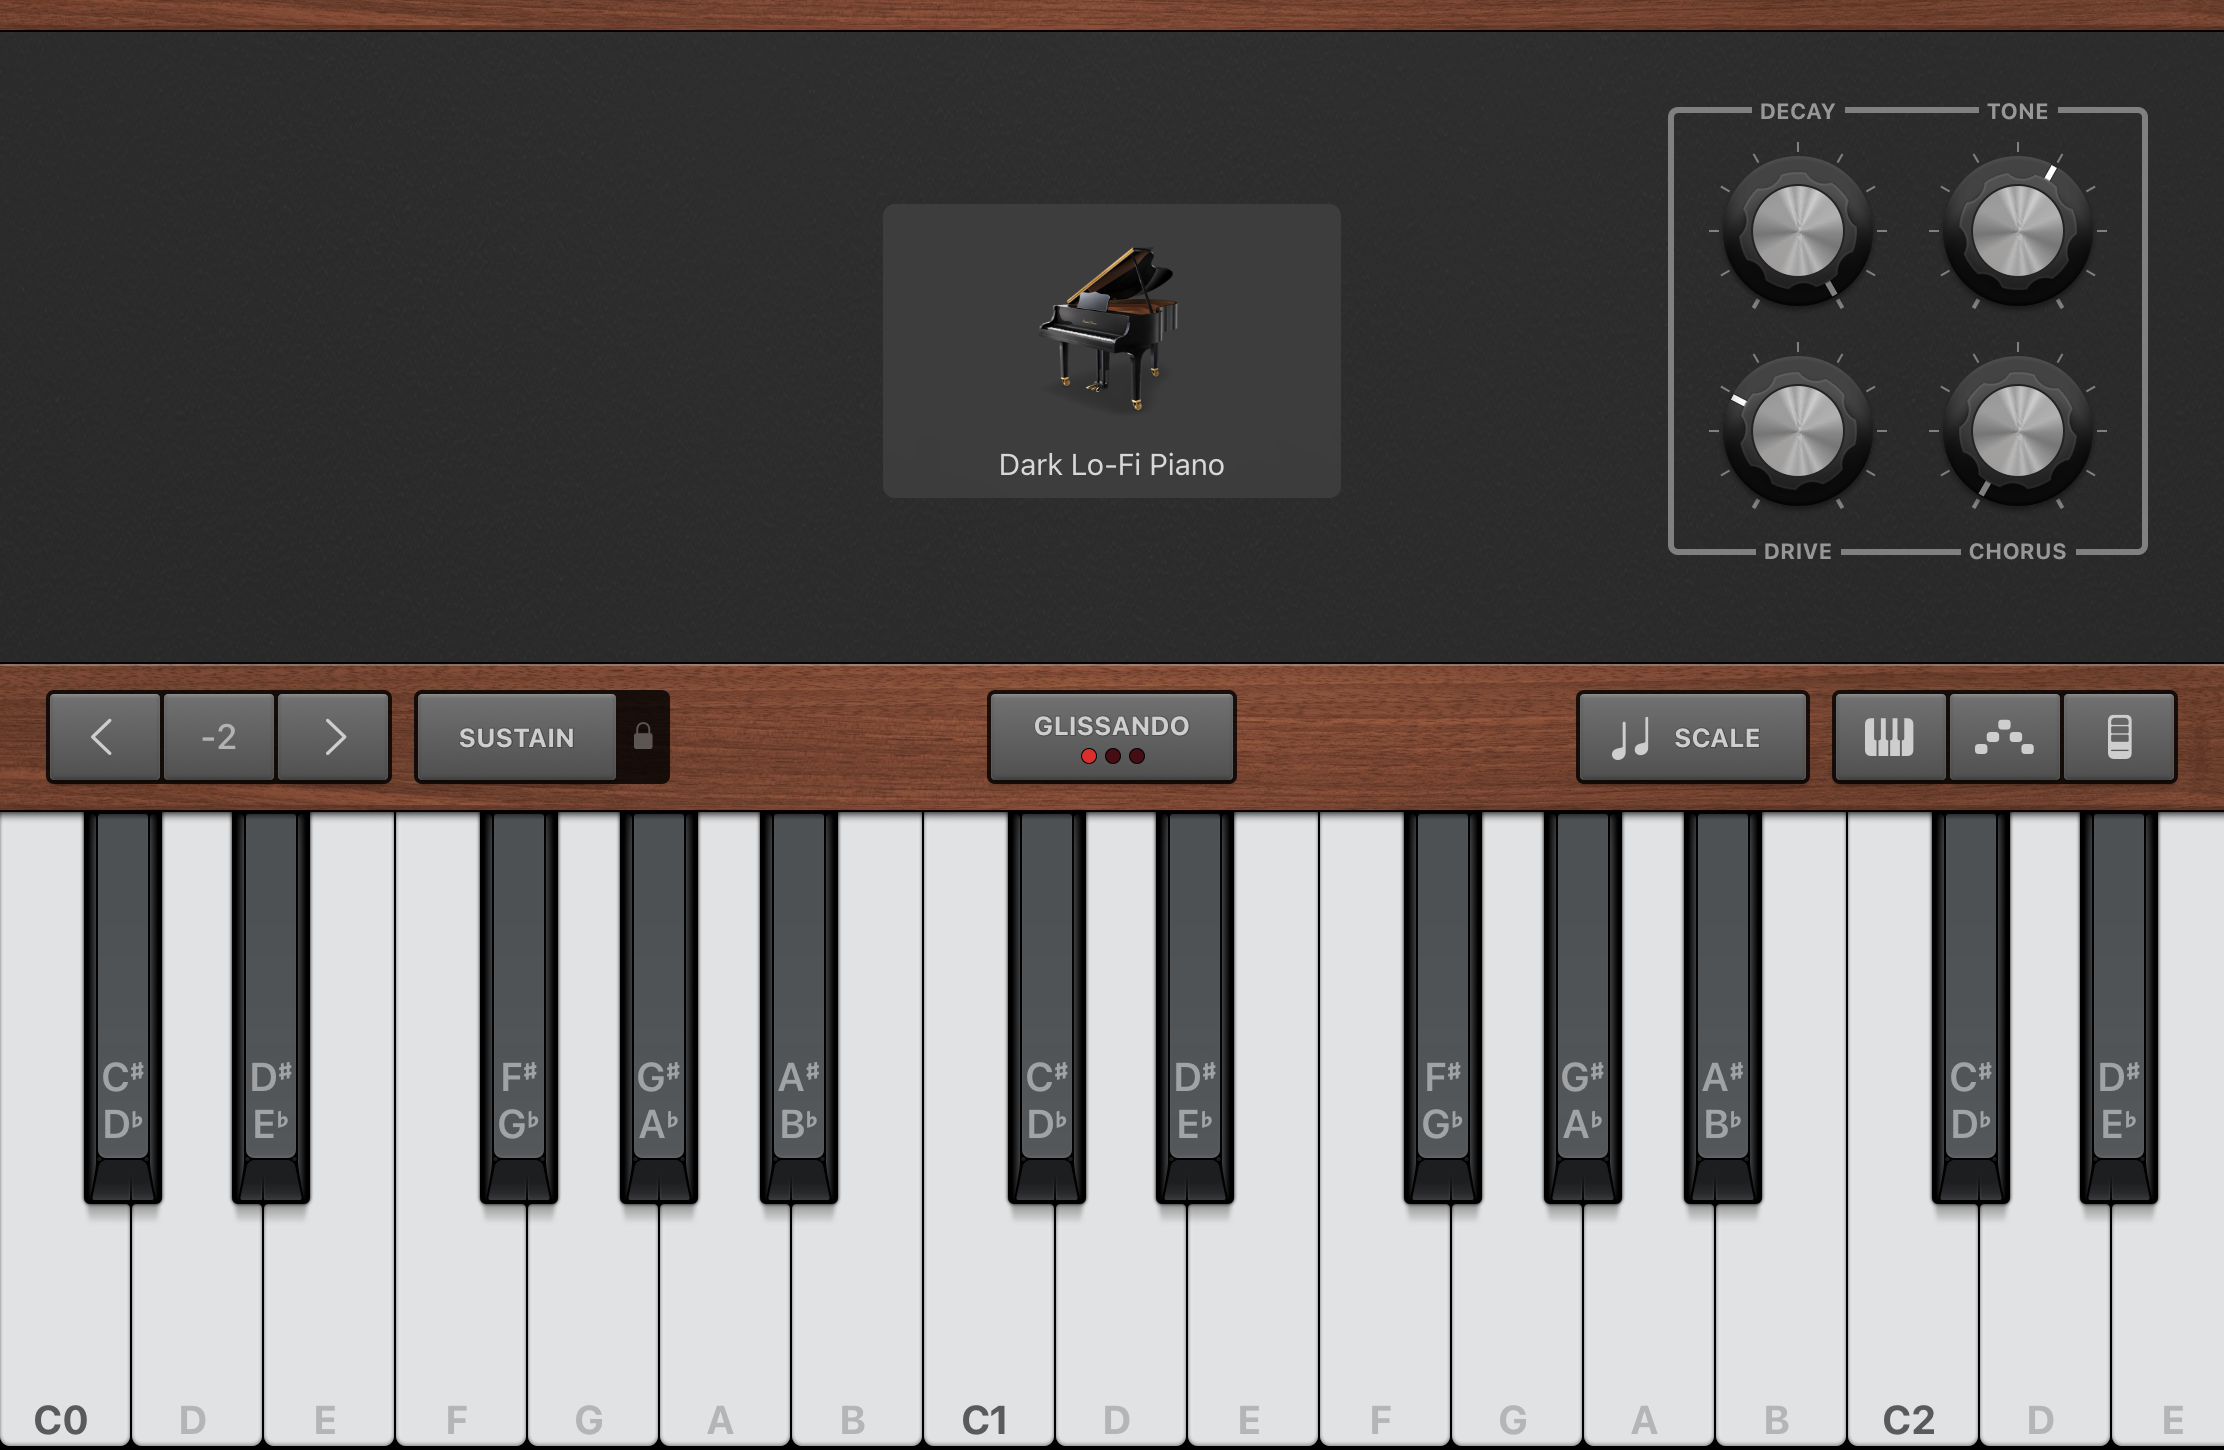 DECAY TONE
Dark Lo-Fi Piano
DRIVE CHORUS
-2 SUSTAIN GLISSANDO SCALE
C♯ D♯ F♯ G♯ A♯ C♯ D♯ F♯ G♯ A♯ C♯ D♯
D♭ E♭ G♭ A♭ B♭ D♭ E♭ G♭ A♭ B♭ D♭ E♭
C0 D E F G A B C1 D E F G A B C2 D E